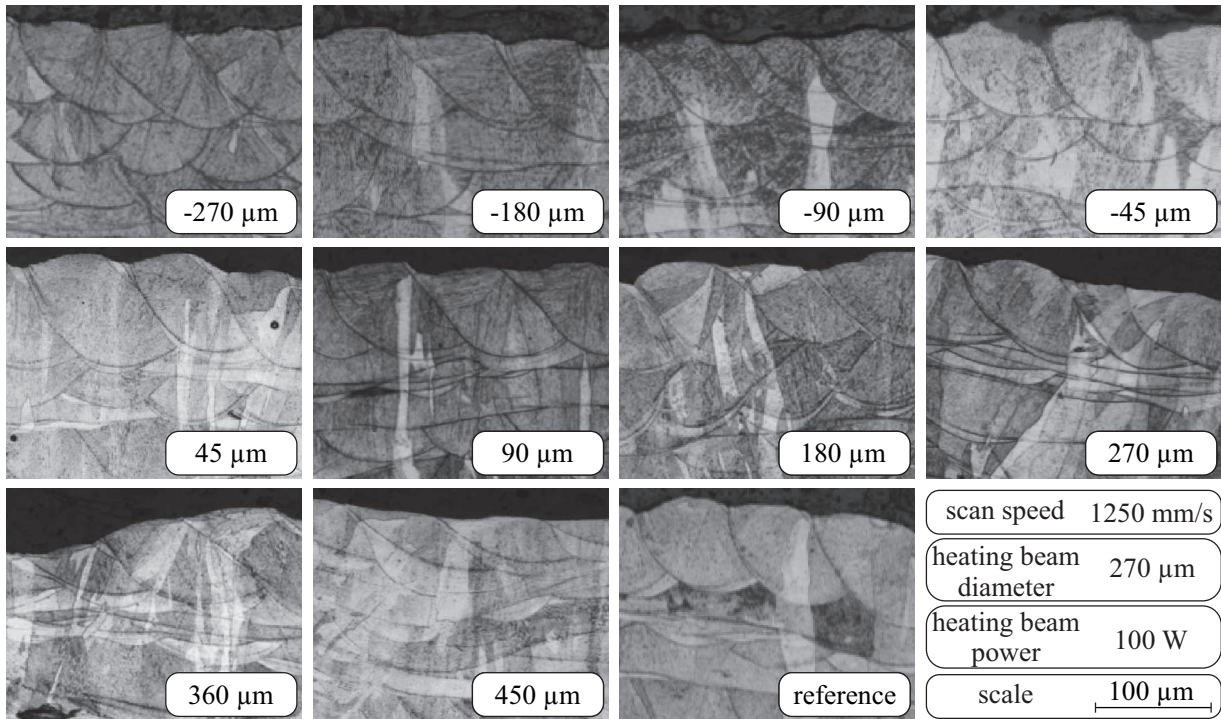 -270 µm
-180 µm
-90 µm
-45 µm
45 µm
90 µm
180 µm
270 µm
scan speed 1250 mm/s
heating beam
diameter 270 µm
heating beam
power 100 W
360 µm
450 µm
reference
scale 100 µm